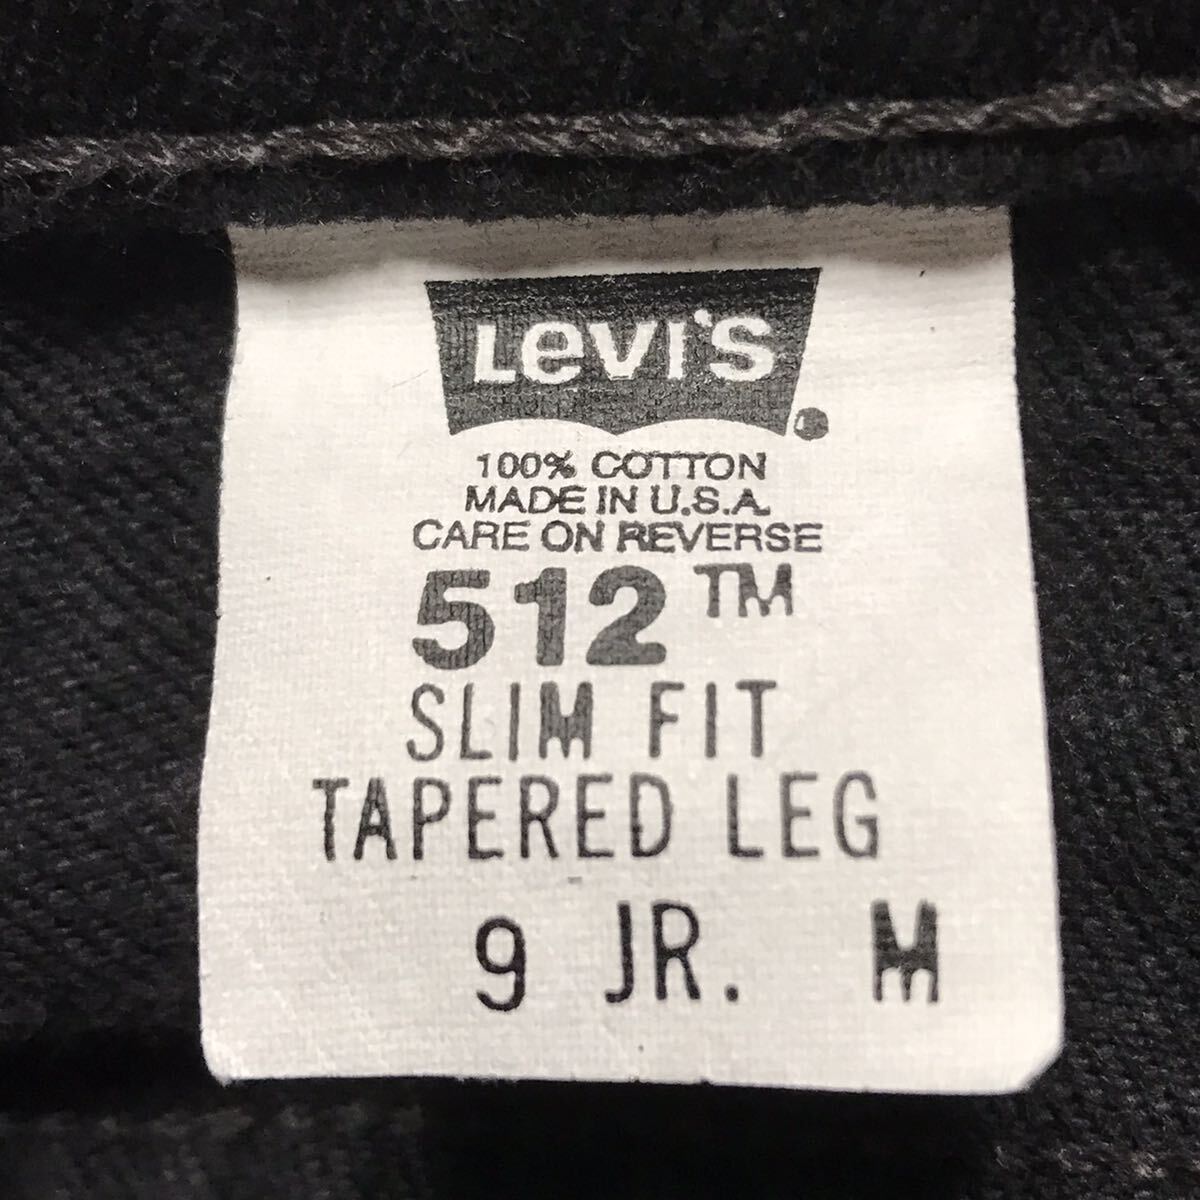 Levi's
100% COTTON
MADE IN U.S.A.
CARE ON REVERSE
512™
SLIM FIT
TAPERED LEG
9 JR. M